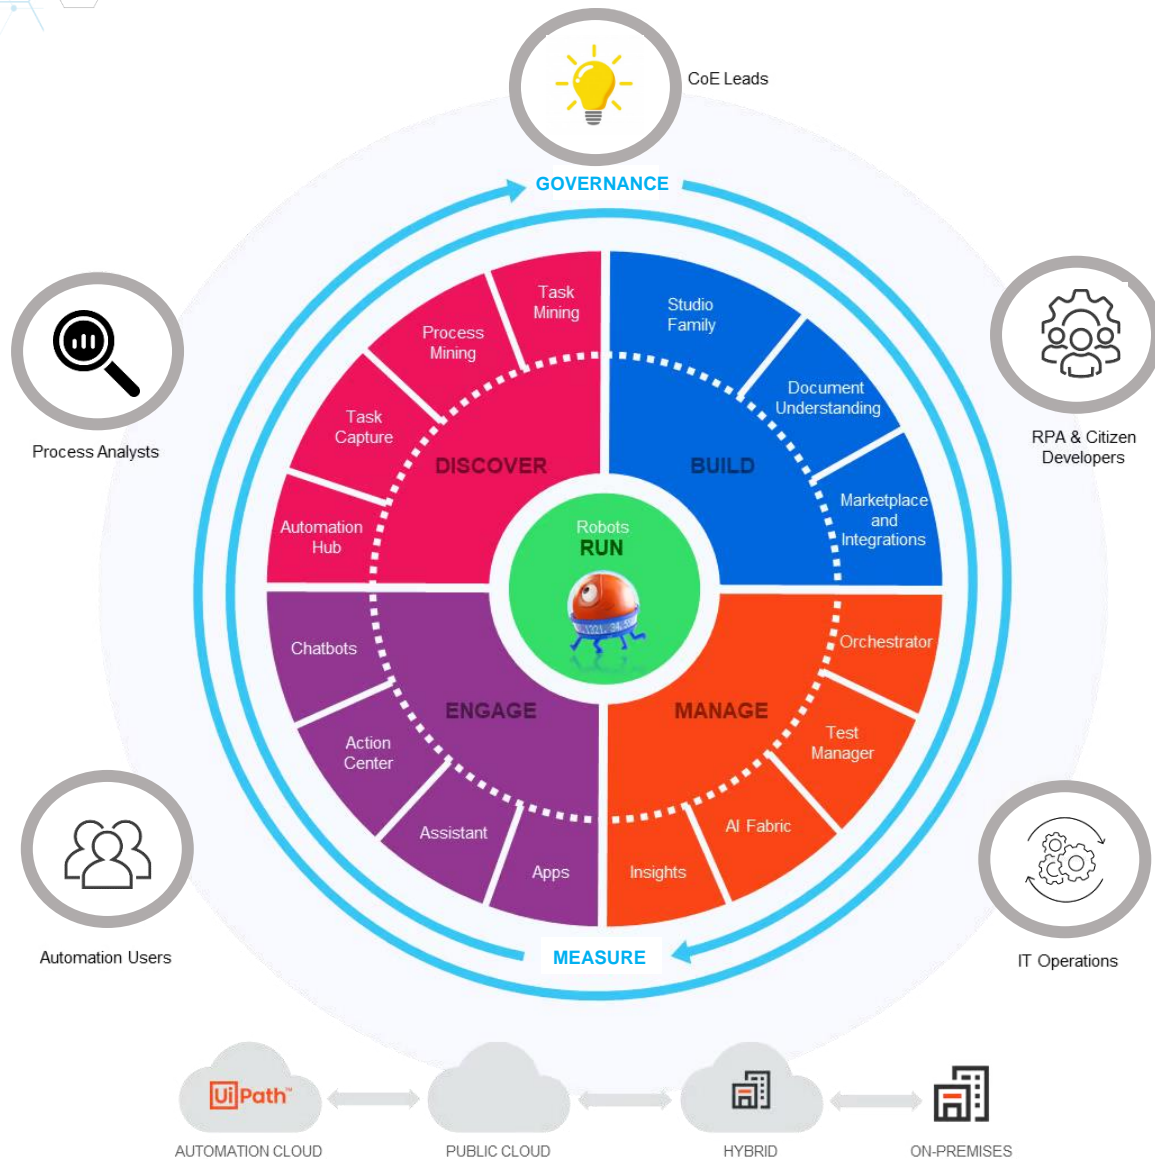 CoE Leads
GOVERNANCE
Task
Mining
Studio
Family
Process
Mining
Document
Understanding
Task
Capture
RPA & Citizen
Developers
Process Analysts
DISCOVER
BUILD
Marketplace
and
Integrations
Automation
Hub
Robots
RUN
Chatbots
Orchestrator
ENGAGE
MANAGE
Action
Center
Test
Manager
Assistant
AI Fabric
Apps
Insights
MEASURE
Automation Users
IT Operations
UiPath™
AUTOMATION CLOUD
PUBLIC CLOUD
HYBRID
ON-PREMISES